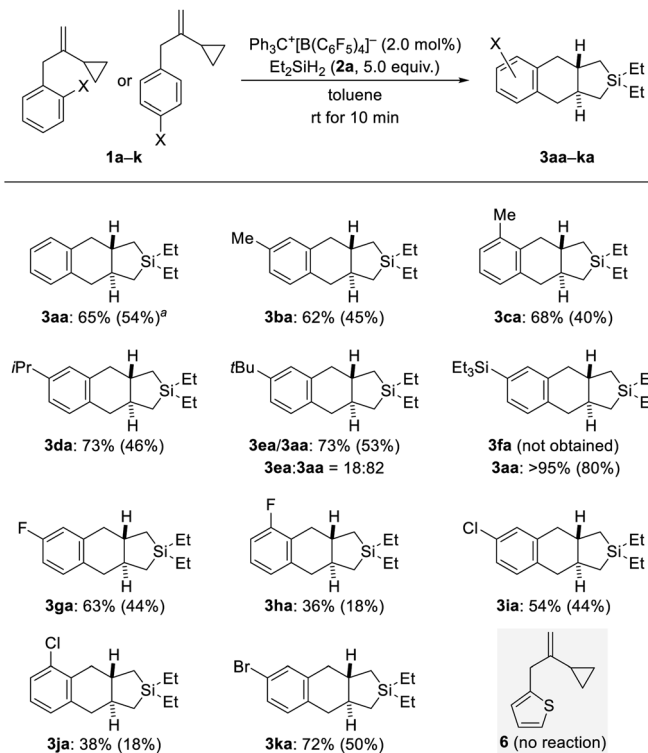 Ph₃C⁺[B(C₆F₅)₄]⁻ (2.0 mol%)
Et₂SiH₂ (2a, 5.0 equiv.)
toluene
rt for 10 min
X
or
X
1a–k
X
H
Si
Et
Et
H
3aa–ka
H
Si
Et
Et
H
3aa: 65% (54%)ᵃ
Me
H
Si
Et
Et
H
3ba: 62% (45%)
Me
H
Si
Et
Et
H
3ca: 68% (40%)
iPr
H
Si
Et
Et
H
3da: 73% (46%)
tBu
H
Si
Et
Et
H
3ea/3aa: 73% (53%)
3ea:3aa = 18:82
Et₃Si
H
Si
H
3fa (not obtained)
3aa: >95% (80%)
F
H
Si
Et
Et
H
3ga: 63% (44%)
F
H
Si
Et
Et
H
3ha: 36% (18%)
Cl
H
Si
Et
Et
H
3ia: 54% (44%)
Cl
H
Si
Et
Et
H
3ja: 38% (18%)
Br
H
Si
Et
Et
H
3ka: 72% (50%)
S
6 (no reaction)